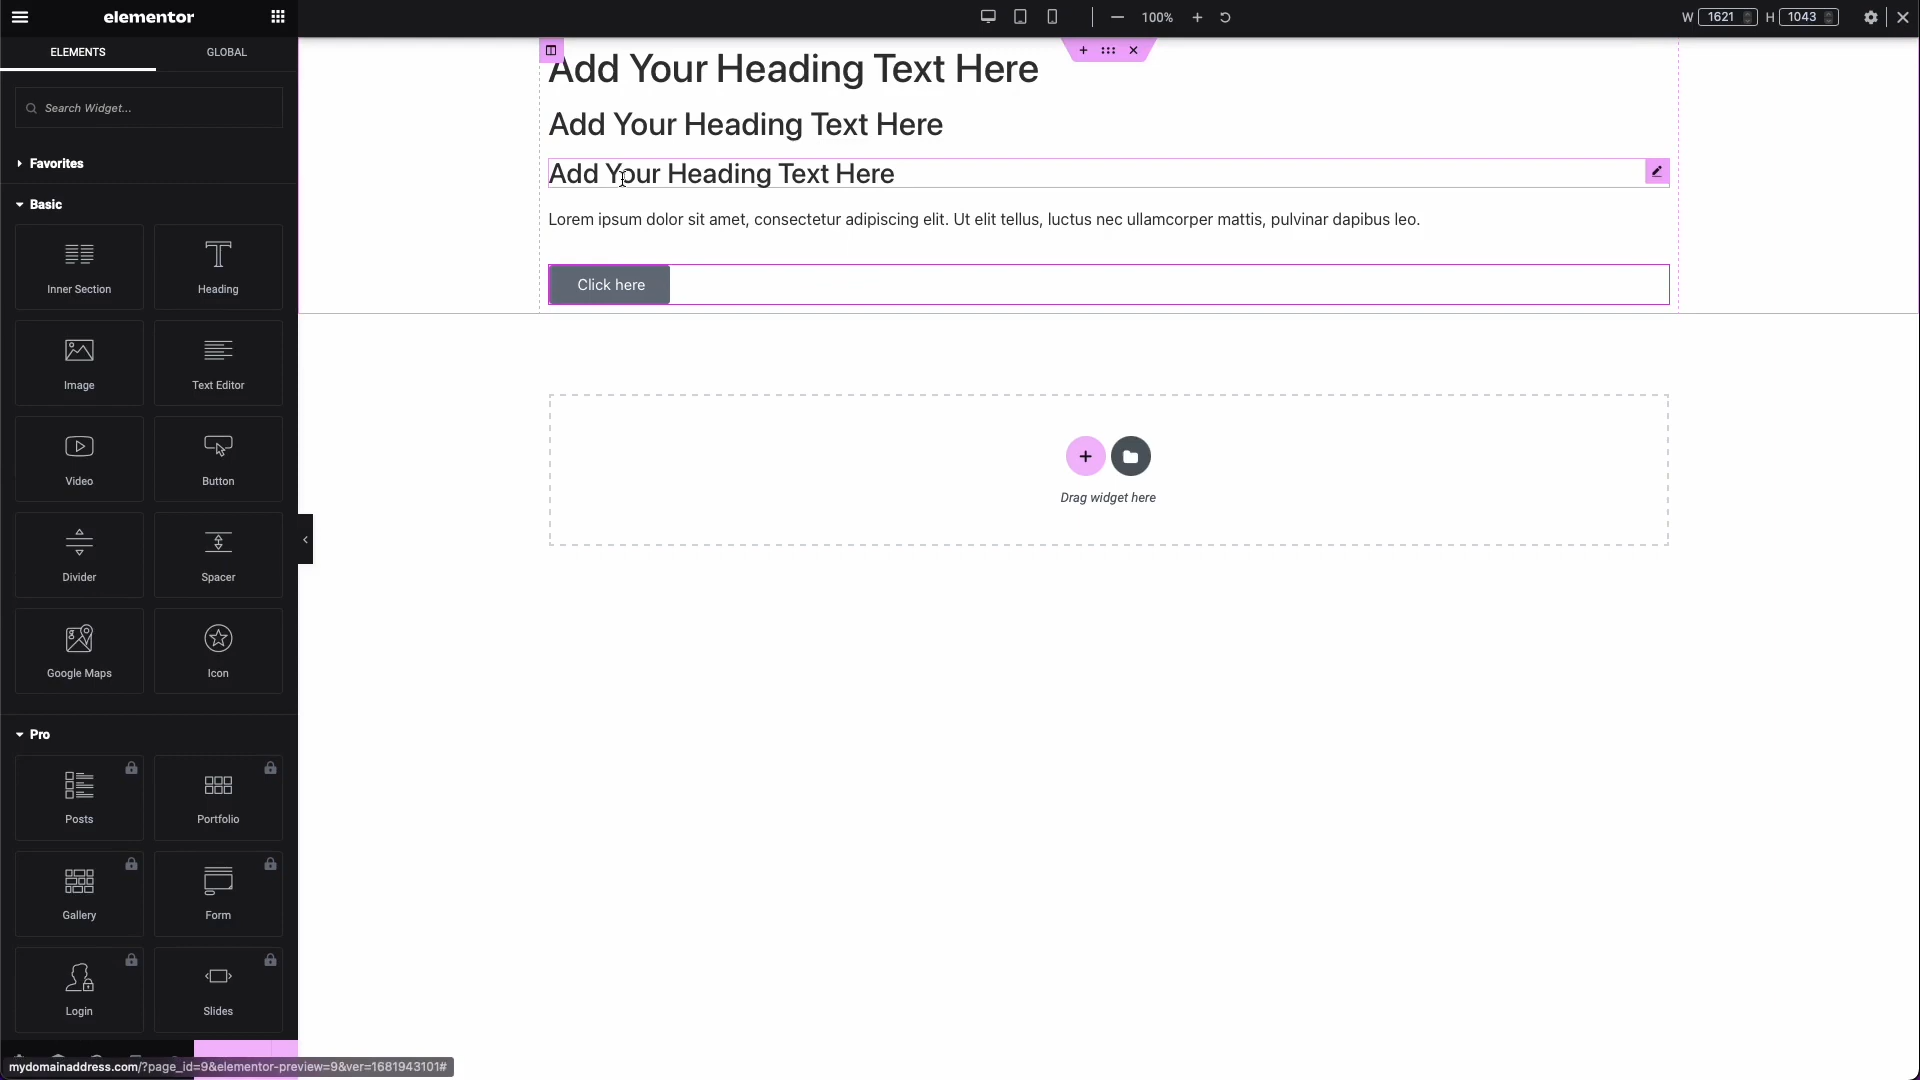 elementor
100%
W 1621 H 1043
ELEMENTS GLOBAL
Search Widget...
Favorites
Basic
Inner Section
Heading
Image
Text Editor
Video
Button
Divider
Spacer
Google Maps
Icon
Pro
Posts
Portfolio
Gallery
Form
Login
Slides
mydomainaddress.com/?page_id=9&elementor-preview=9&ver=1681943101#
Add Your Heading Text Here
Add Your Heading Text Here
Add Your Heading Text Here
Lorem ipsum dolor sit amet, consectetur adipiscing elit. Ut elit tellus, luctus nec ullamcorper mattis, pulvinar dapibus leo.
Click here
Drag widget here